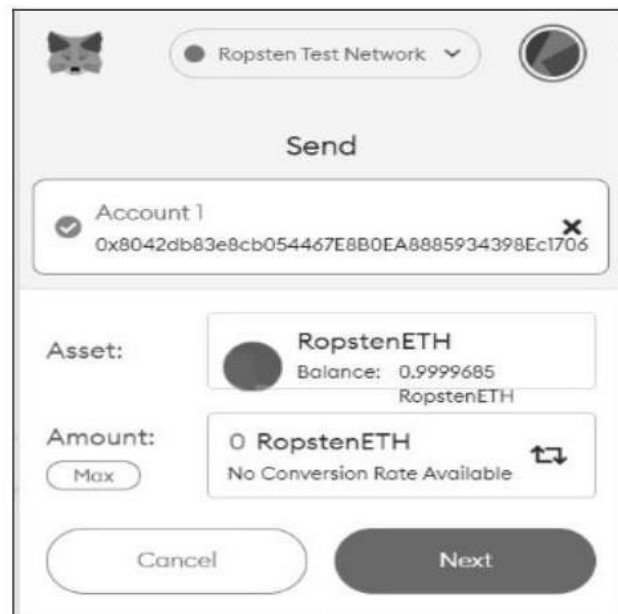 Ropsten Test Network
Send
Account 1
0x8042db83e8cb054467E8B0EA8885934398Ec1706
Asset:
RopstenETH
Balance: 0.9999685
RopstenETH
Amount:
0 RopstenETH
Max
No Conversion Rate Available
Cancel
Next